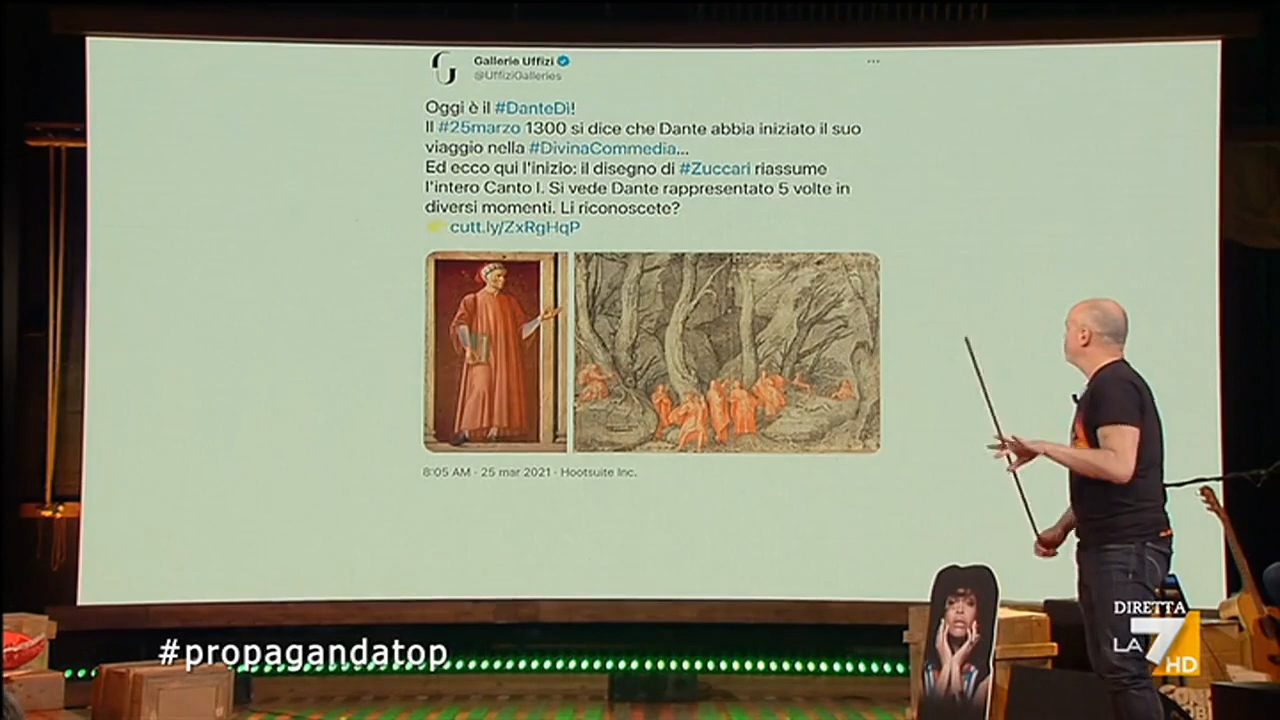 Gallerie Uffizi
@UffiziGalleries
Oggi è il #DanteDì!
Il #25marzo 1300 si dice che Dante abbia iniziato il suo
viaggio nella #DivinaCommedia...
Ed ecco qui l'inizio: il disegno di #Zuccari riassume
l'intero Canto I. Si vede Dante rappresentato 5 volte in
diversi momenti. Li riconoscete?
cutt.ly/ZxRgHqP
8:05 AM · 25 mar 2021 · Hootsuite Inc.
#propagandatop
DIRETTA
LA7
HD